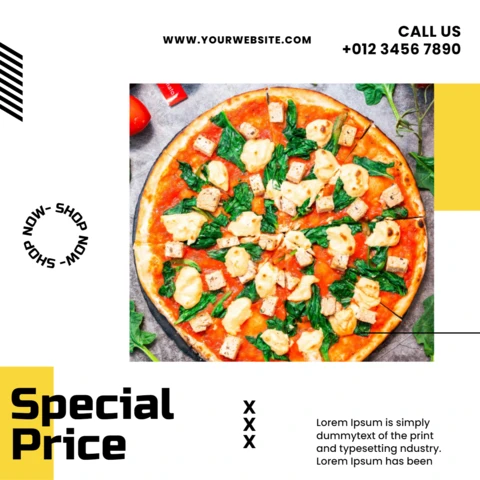 WWW.YOURWEBSITE.COM
CALL US
+012 3456 7890
SHOP NOW- SHOP NOW-
Special
Price
X
X
X
Lorem Ipsum is simply
dummytext of the print
and typesetting ndustry.
Lorem Ipsum has been